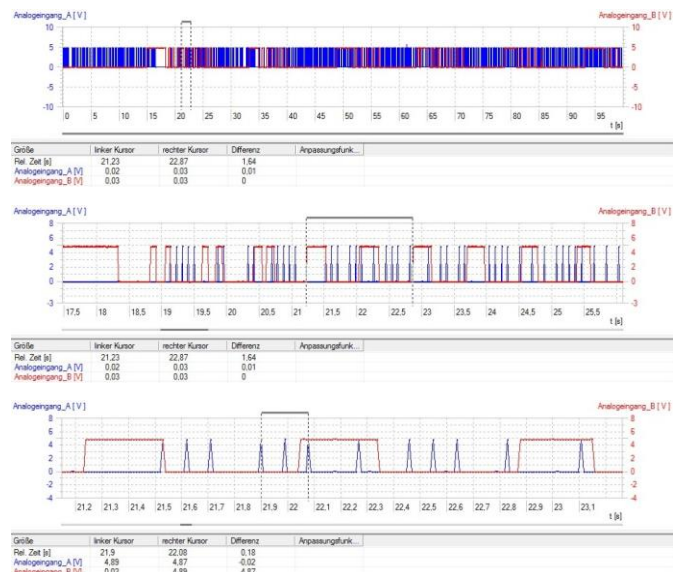 Analogeingang_A [ V ] Analogeingang_B [ V ]
10 10
5 5
0 0
-5 -5
-10 -10
0 5 10 15 20 25 30 35 40 45 50 55 60 65 70 75 80 85 90 95
t [s]
Größe linker Kursor rechter Kursor Differenz Anpassungsfunk...
Rel. Zeit [s] 21,23 22,87 1,64
Analogeingang_A [V] 0,02 0,03 0,01
Analogeingang_B [V] 0,03 0,03 0
Analogeingang_A [ V ] Analogeingang_B [ V ]
8 8
6 6
4 4
2 2
0 0
-3 -3
17,5 18 18,5 19 19,5 20 20,5 21 21,5 22 22,5 23 23,5 24 24,5 25 25,5
t [s]
Größe linker Kursor rechter Kursor Differenz Anpassungsfunk...
Rel. Zeit [s] 21,23 22,87 1,64
Analogeingang_A [V] 0,02 0,03 0,01
Analogeingang_B [V] 0,03 0,03 0
Analogeingang_A [ V ] Analogeingang_B [ V ]
8 8
6 6
4 4
2 2
0 0
-2 -2
-4 -4
21,2 21,3 21,4 21,5 21,6 21,7 21,8 21,9 22 22,1 22,2 22,3 22,4 22,5 22,6 22,7 22,8 22,9 23 23,1
t [s]
Größe linker Kursor rechter Kursor Differenz Anpassungsfunk...
Rel. Zeit [s] 21,9 22,08 0,18
Analogeingang_A [V] 4,89 4,87 -0,02
Analogeingang_B [V] 0,02 4,89 4,87